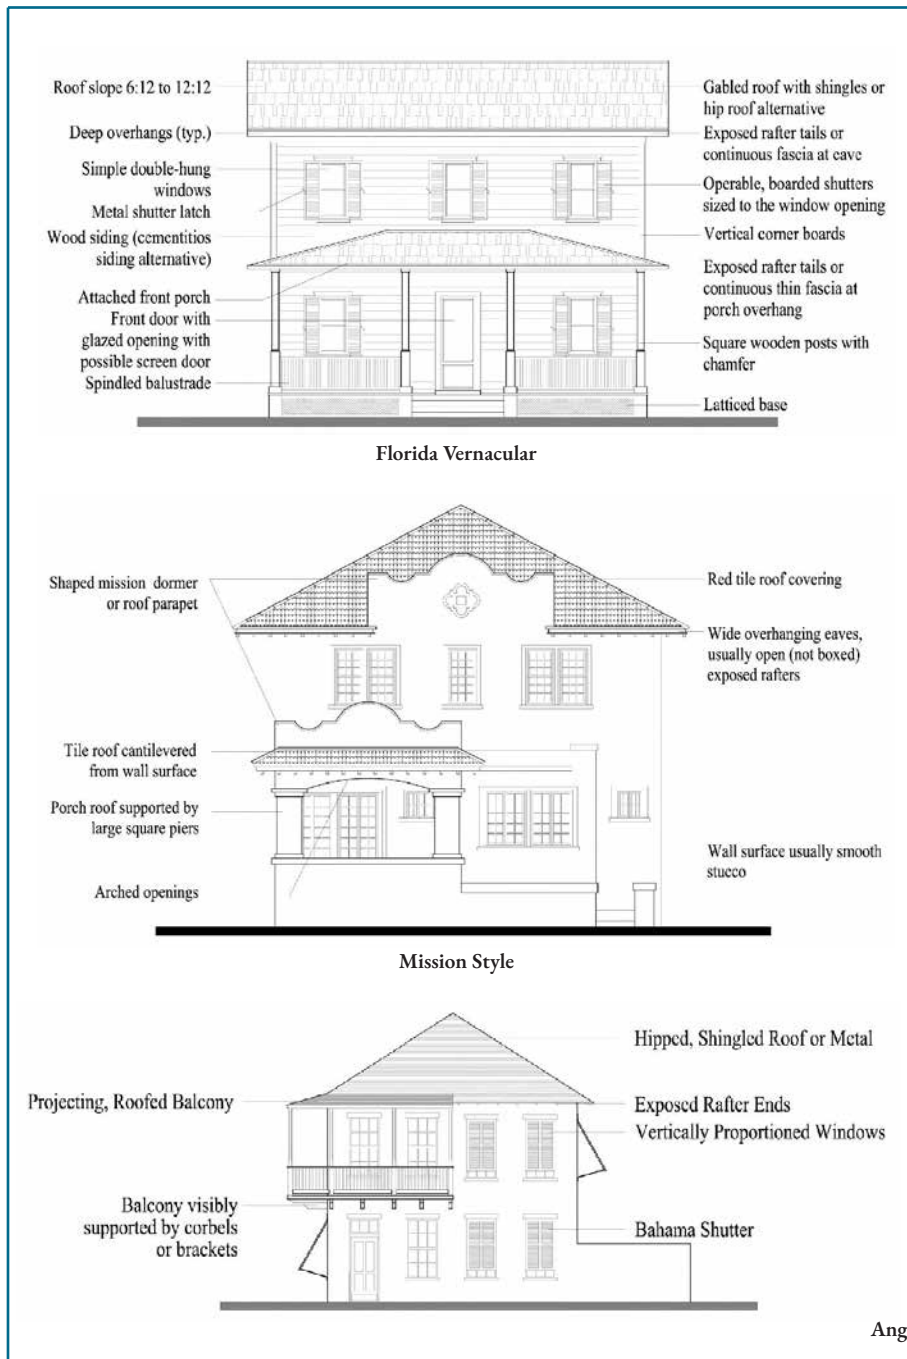 Roof slope 6:12 to 12:12
Deep overhangs (typ.)
Simple double-hung
windows
Metal shutter latch
Wood siding (cementitios
siding alternative)
Attached front porch
Front door with
glazed opening with
possible screen door
Spindled balustrade
Gabled roof with shingles or
hip roof alternative
Exposed rafter tails or
continuous fascia at eave
Operable, boarded shutters
sized to the window opening
Vertical corner boards
Exposed rafter tails or
continuous thin fascia at
porch overhang
Square wooden posts with
chamfer
Latticed base
Florida Vernacular
Shaped mission dormer
or roof parapet
Tile roof cantilevered
from wall surface
Porch roof supported by
large square piers
Arched openings
Red tile roof covering
Wide overhanging eaves,
usually open (not boxed)
exposed rafters
Wall surface usually smooth
stucco
Mission Style
Projecting, Roofed Balcony
Balcony visibly
supported by corbels
or brackets
Hipped, Shingled Roof or Metal
Exposed Rafter Ends
Vertically Proportioned Windows
Bahama Shutter
Ang